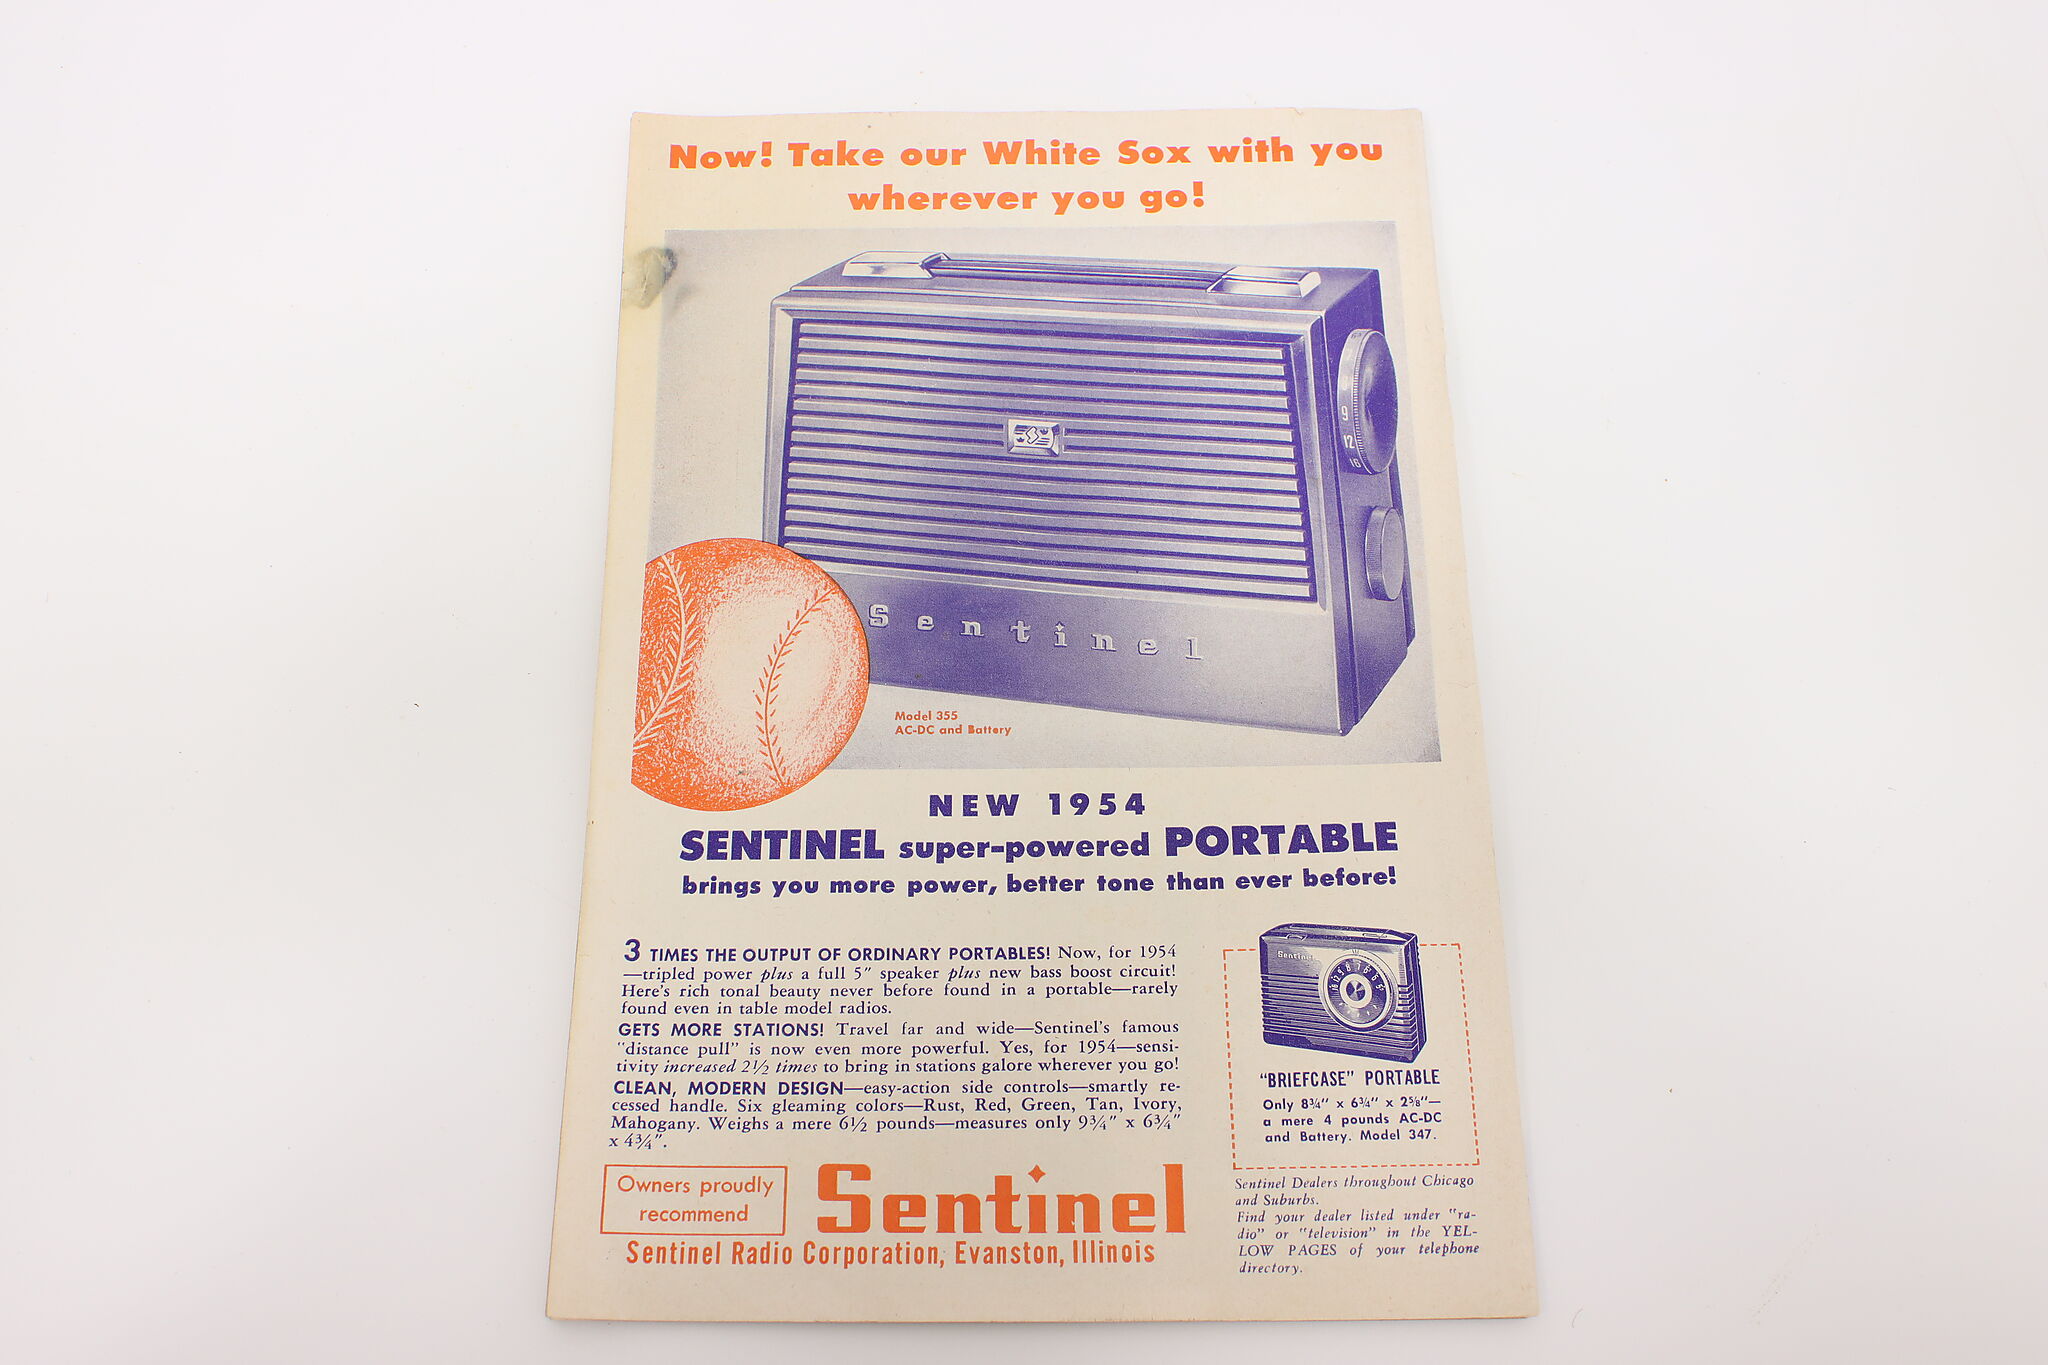 Now! Take our White Sox with you
wherever you go!
9
12
16
Sentinel
Model 355
AC-DC and Battery
NEW 1954
SENTINEL super-powered PORTABLE
brings you more power, better tone than ever before!
3 TIMES THE OUTPUT OF ORDINARY PORTABLES! Now, for 1954
—tripled power plus a full 5" speaker plus new bass boost circuit!
Here's rich tonal beauty never before found in a portable—rarely
found even in table model radios.
GETS MORE STATIONS! Travel far and wide—Sentinel's famous
"distance pull" is now even more powerful. Yes, for 1954—sensi-
tivity increased 2½ times to bring in stations galore wherever you go!
CLEAN, MODERN DESIGN—easy-action side controls—smartly re-
cessed handle. Six gleaming colors—Rust, Red, Green, Tan, Ivory,
Mahogany. Weighs a mere 6½ pounds—measures only 9¾" x 6¾"
x 4¾".
Sentinel
"BRIEFCASE" PORTABLE
Only 8¾" x 6¾" x 2⅝"—
a mere 4 pounds AC-DC
and Battery. Model 347.
Owners proudly
recommend
Sentinel
Sentinel Radio Corporation, Evanston, Illinois
Sentinel Dealers throughout Chicago
and Suburbs.
Find your dealer listed under "ra-
dio" or "television" in the YEL-
LOW PAGES of your telephone
directory.